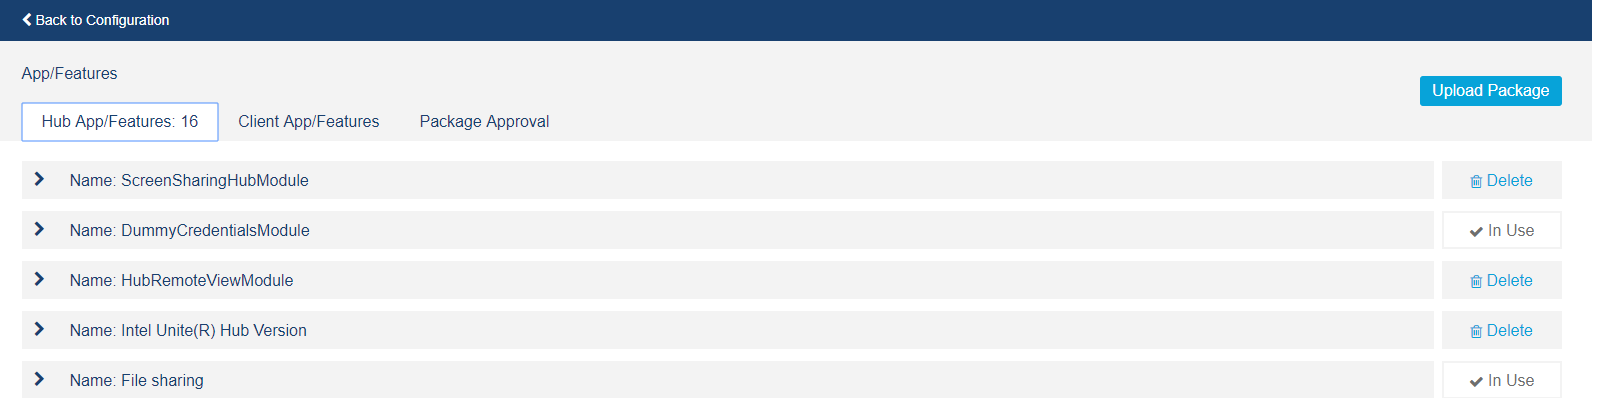 Back to Configuration
App/Features
Upload Package
Hub App/Features: 16 Client App/Features Package Approval
Name: ScreenSharingHubModule Delete
Name: DummyCredentialsModule In Use
Name: HubRemoteViewModule Delete
Name: Intel Unite(R) Hub Version Delete
Name: File sharing In Use